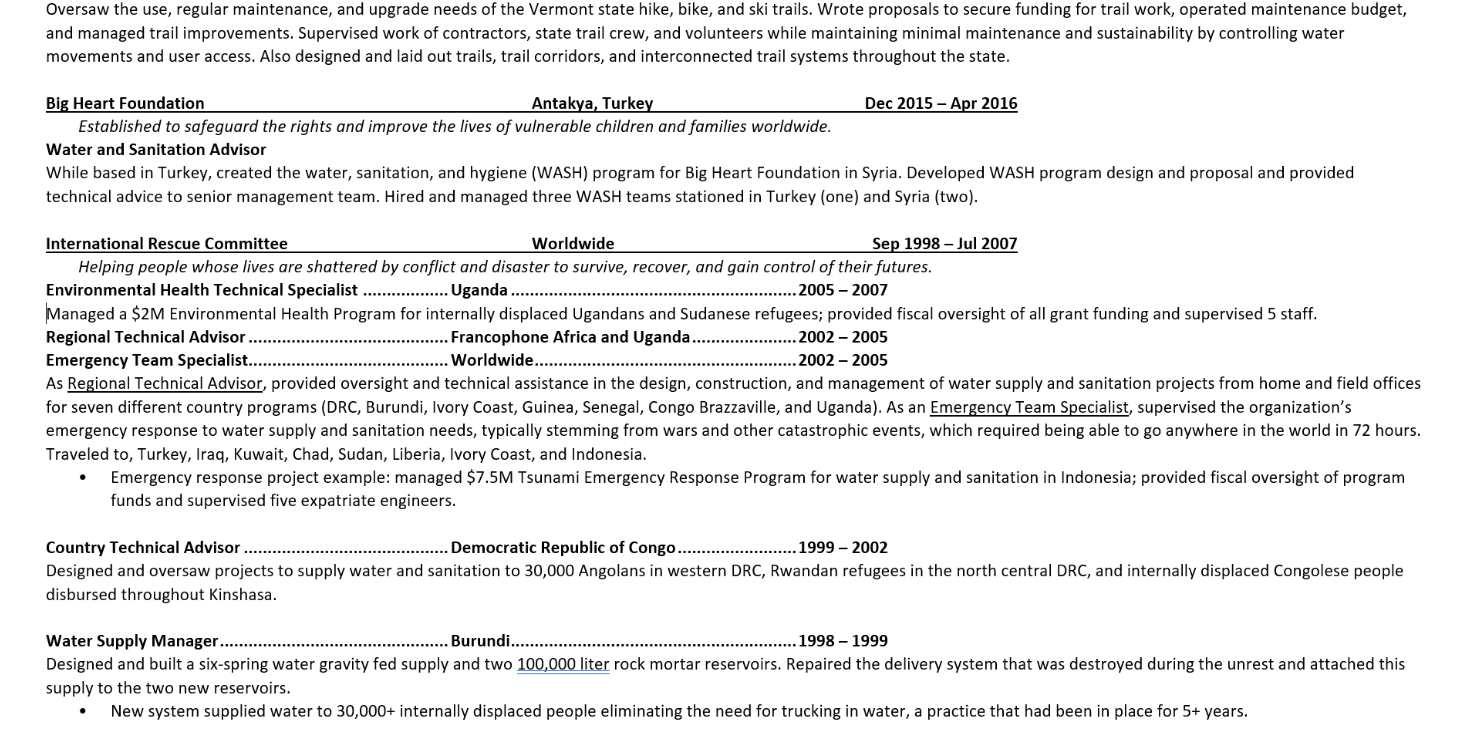 Oversaw the use, regular maintenance, and upgrade needs of the Vermont state hike, bike, and ski trails. Wrote proposals to secure funding for trail work, operated maintenance budget,
and managed trail improvements. Supervised work of contractors, state trail crew, and volunteers while maintaining minimal maintenance and sustainability by controlling water
movements and user access. Also designed and laid out trails, trail corridors, and interconnected trail systems throughout the state.
Big Heart Foundation Antakya, Turkey Dec 2015 – Apr 2016
Established to safeguard the rights and improve the lives of vulnerable children and families worldwide.
Water and Sanitation Advisor
While based in Turkey, created the water, sanitation, and hygiene (WASH) program for Big Heart Foundation in Syria. Developed WASH program design and proposal and provided
technical advice to senior management team. Hired and managed three WASH teams stationed in Turkey (one) and Syria (two).
International Rescue Committee Worldwide Sep 1998 – Jul 2007
Helping people whose lives are shattered by conflict and disaster to survive, recover, and gain control of their futures.
Environmental Health Technical Specialist .................. Uganda ............................................................ 2005 – 2007
Managed a $2M Environmental Health Program for internally displaced Ugandans and Sudanese refugees; provided fiscal oversight of all grant funding and supervised 5 staff.
Regional Technical Advisor .......................................... Francophone Africa and Uganda...................... 2002 – 2005
Emergency Team Specialist.......................................... Worldwide....................................................... 2002 – 2005
As Regional Technical Advisor, provided oversight and technical assistance in the design, construction, and management of water supply and sanitation projects from home and field offices
for seven different country programs (DRC, Burundi, Ivory Coast, Guinea, Senegal, Congo Brazzaville, and Uganda). As an Emergency Team Specialist, supervised the organization’s
emergency response to water supply and sanitation needs, typically stemming from wars and other catastrophic events, which required being able to go anywhere in the world in 72 hours.
Traveled to, Turkey, Iraq, Kuwait, Chad, Sudan, Liberia, Ivory Coast, and Indonesia.
• Emergency response project example: managed $7.5M Tsunami Emergency Response Program for water supply and sanitation in Indonesia; provided fiscal oversight of program
funds and supervised five expatriate engineers.
Country Technical Advisor ........................................... Democratic Republic of Congo......................... 1999 – 2002
Designed and oversaw projects to supply water and sanitation to 30,000 Angolans in western DRC, Rwandan refugees in the north central DRC, and internally displaced Congolese people
disbursed throughout Kinshasa.
Water Supply Manager................................................ Burundi............................................................ 1998 – 1999
Designed and built a six-spring water gravity fed supply and two 100,000 liter rock mortar reservoirs. Repaired the delivery system that was destroyed during the unrest and attached this
supply to the two new reservoirs.
• New system supplied water to 30,000+ internally displaced people eliminating the need for trucking in water, a practice that had been in place for 5+ years.